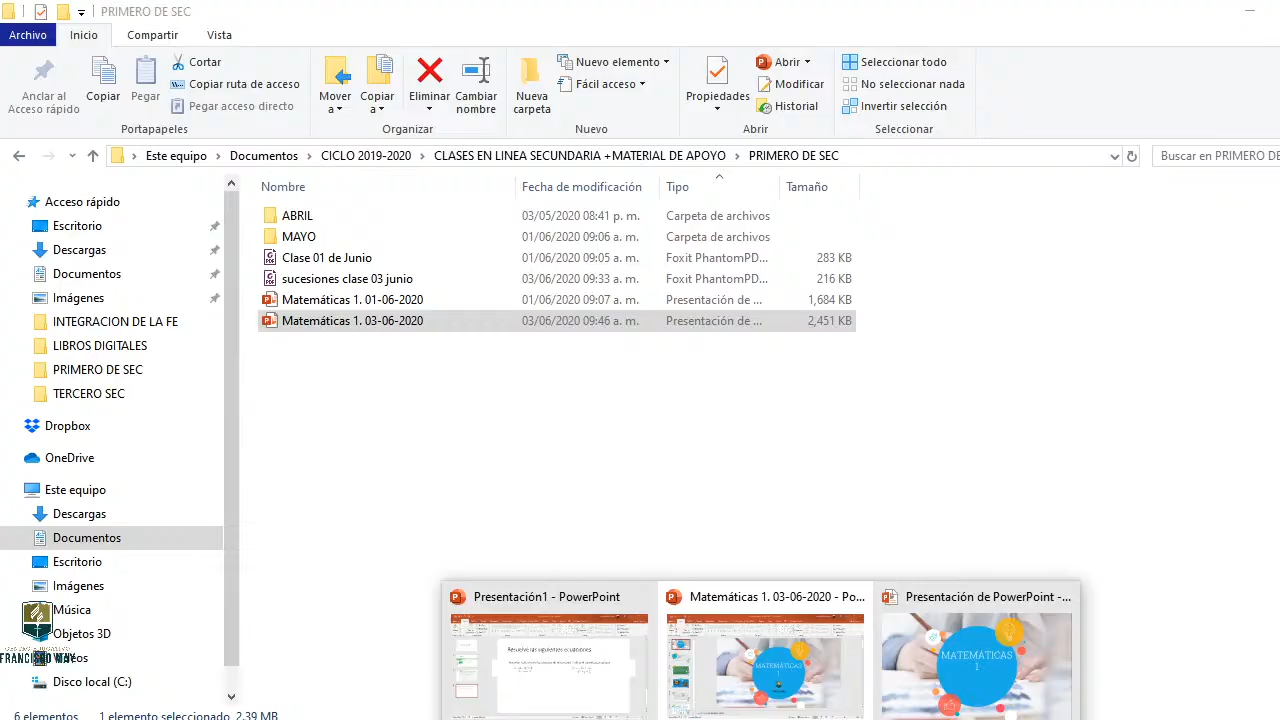 PRIMERO DE SEC
Archivo Inicio Compartir Vista
Anclar al Acceso rápido
Copiar
Pegar
Cortar
Copiar ruta de acceso
Pegar acceso directo
Portapapeles
Mover a
Copiar a
Eliminar
Cambiar nombre
Organizar
Nueva carpeta
Nuevo elemento
Fácil acceso
Nuevo
Propiedades
Abrir
Modificar
Historial
Abrir
Seleccionar todo
No seleccionar nada
Invertir selección
Seleccionar
Este equipo > Documentos > CICLO 2019-2020 > CLASES EN LINEA SECUNDARIA +MATERIAL DE APOYO > PRIMERO DE SEC
Buscar en PRIMERO DE
Nombre Fecha de modificación Tipo Tamaño
ABRIL 03/05/2020 08:41 p. m. Carpeta de archivos
MAYO 01/06/2020 09:06 a. m. Carpeta de archivos
Clase 01 de Junio 01/06/2020 09:05 a. m. Foxit PhantomPD... 283 KB
sucesiones clase 03 junio 03/06/2020 09:33 a. m. Foxit PhantomPD... 216 KB
Matemáticas 1. 01-06-2020 01/06/2020 09:07 a. m. Presentación de ... 1,684 KB
Matemáticas 1. 03-06-2020 03/06/2020 09:46 a. m. Presentación de ... 2,451 KB
Acceso rápido
Escritorio
Descargas
Documentos
Imágenes
INTEGRACION DE LA FE
LIBROS DIGITALES
PRIMERO DE SEC
TERCERO SEC
Dropbox
OneDrive
Este equipo
Descargas
Documentos
Escritorio
Imágenes
Música
Objetos 3D
Disco local (C:)
6 elementos 1 elemento seleccionado 2.39 MB
Presentación1 - PowerPoint
Resuelve las siguientes ecuaciones
Matemáticas 1. 03-06-2020 - Po...
MATEMÁTICAS
1
Presentación de PowerPoint -...
MATEMÁTICAS
1